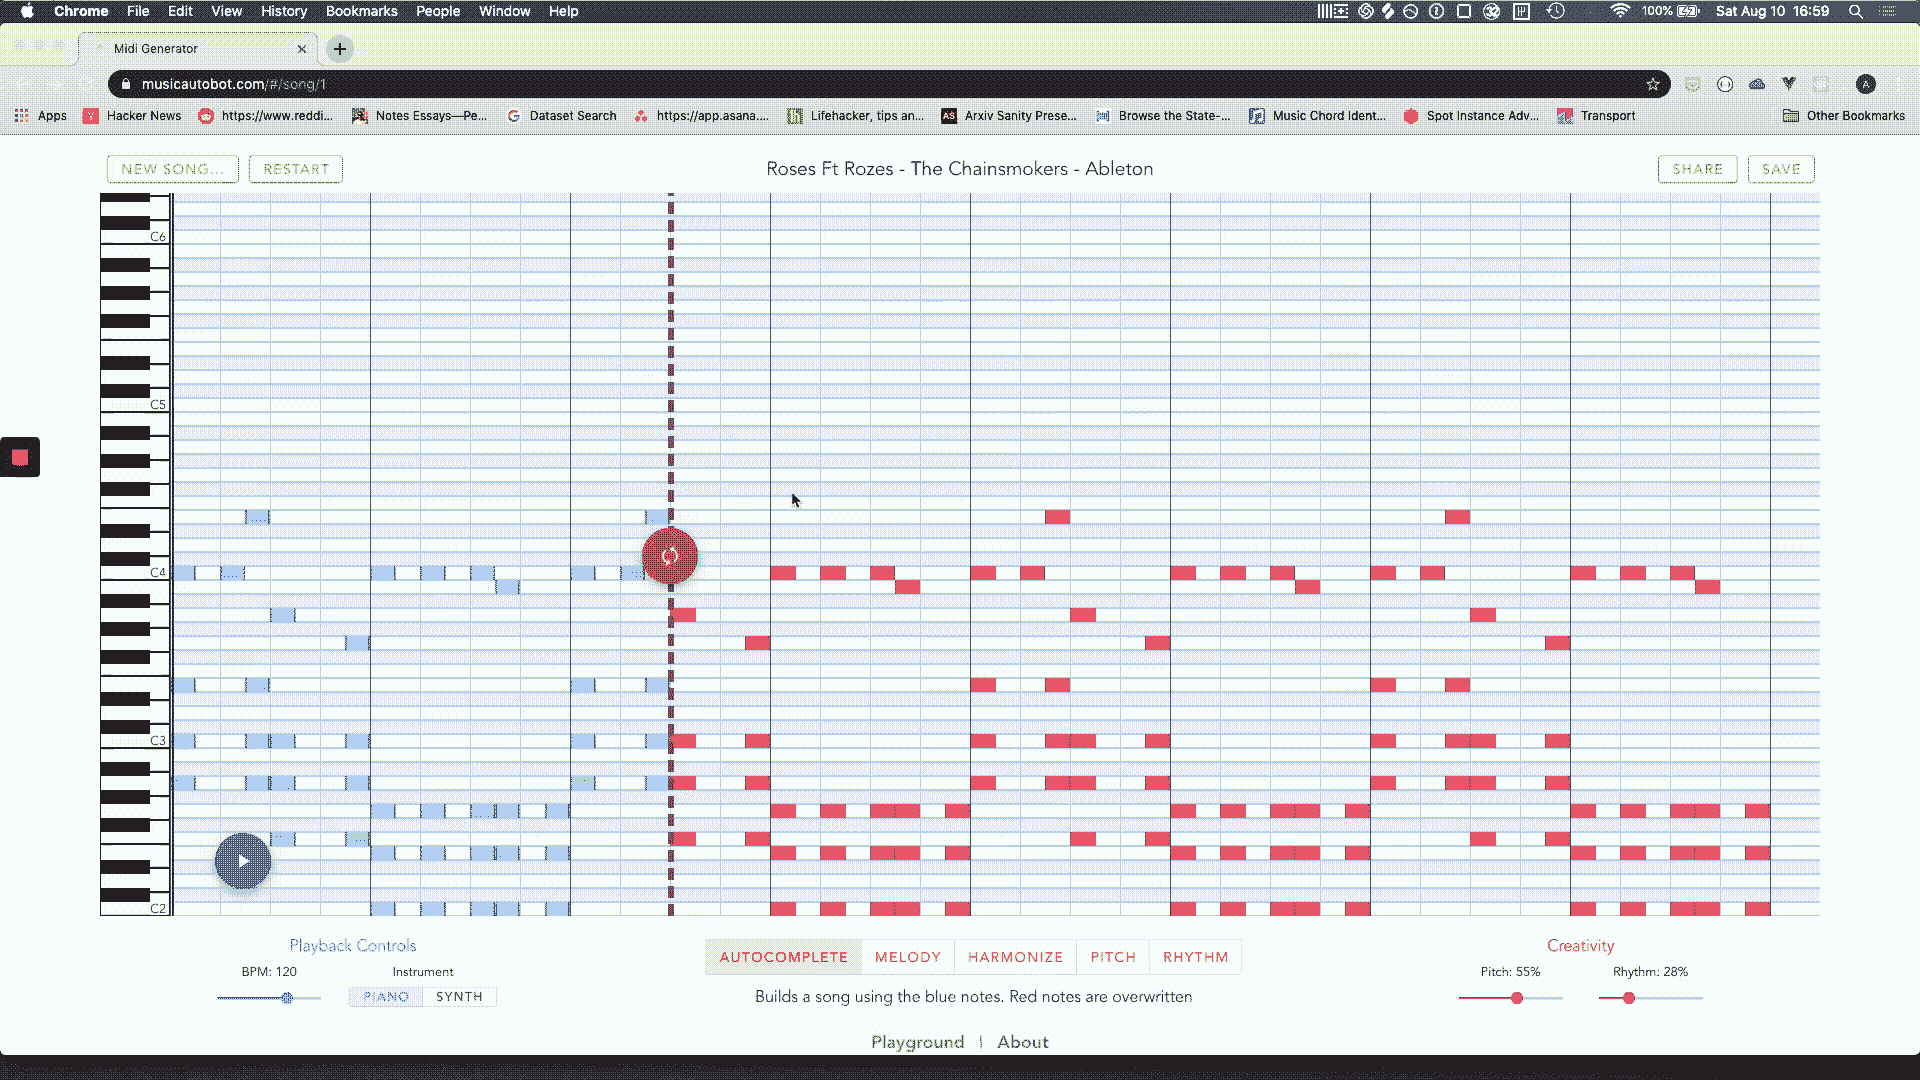 Chrome File Edit View History Bookmarks People Window Help 100% Sat Aug 10 16:59
Midi Generator
musicautobot.com/#/song/1
Apps Hacker News https://www.reddi... Notes Essays—Pe... Dataset Search https://app.asana.... Lifehacker, tips an... Arxiv Sanity Prese... Browse the State-... Music Chord Ident... Spot Instance Adv... Transport Other Bookmarks
NEW SONG... RESTART Roses Ft Rozes - The Chainsmokers - Ableton SHARE SAVE
C6
C5
C4
C3
C2
Playback Controls
BPM: 120 Instrument
PIANO SYNTH
AUTOCOMPLETE MELODY HARMONIZE PITCH RHYTHM
Builds a song using the blue notes. Red notes are overwritten
Creativity
Pitch: 55% Rhythm: 28%
Playground | About